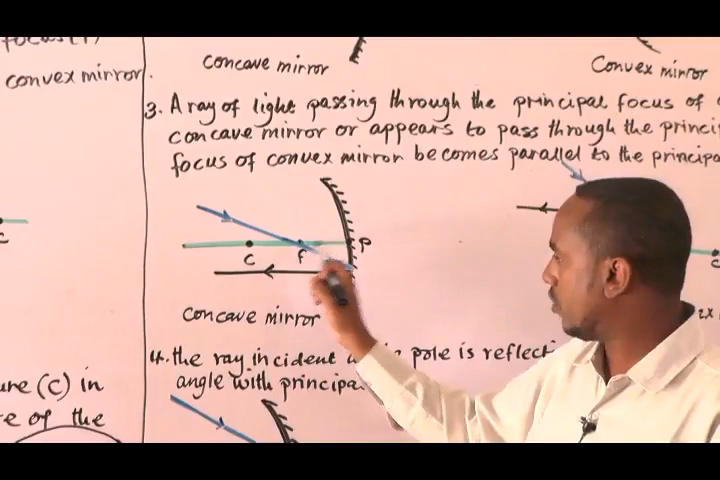 convex mirror.
c
ure (c) in
e of the
concave mirror
Convex mirror
3. A ray of light passing through the principal focus of
concave mirror or appears to pass through the princi
focus of convex mirror becomes parallel to the principa
C F P
C
concave mirror
4. the ray incident pole is reflect
angle with principa